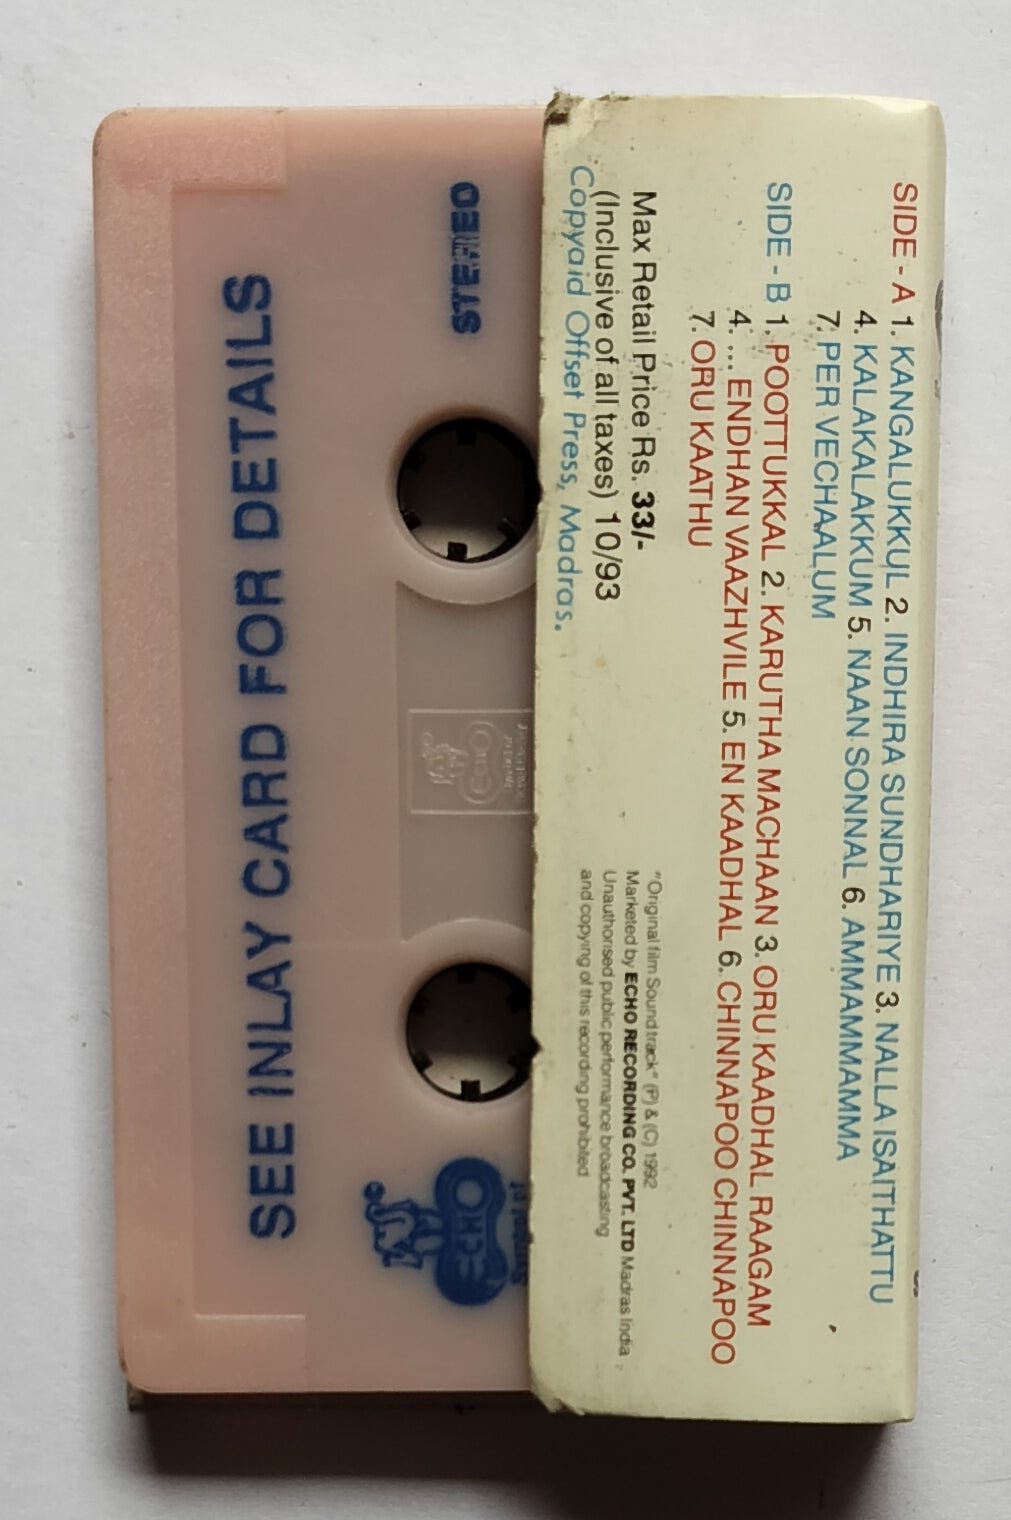 SIDE - A 1. KANGALUKKUL 2. INDHIRA SUNDHARIYE 3. NALLA ISAITHATTU
4. KALAKALAKKUM 5. NAAN SONNAL 6. AMMAMMAMMA
7. PER VECHAALUM
SIDE - B 1. POOTTUKKAL 2. KARUTHA MACHAAN 3. ORU KAADHAL RAAGAM
4. ... ENDHAN VAAZHVILE 5. EN KAADHAL 6. CHINNAPOO CHINNAPOO
7. ORU KAATHU
Max Retail Price Rs. 33/-
(Inclusive of all taxes) 10/93
Copyaid Offset Press, Madras.
"Original film Soundtrack" (P) & (C) 1992
Marketed by ECHO RECORDING CO. PVT. LTD Madras India
Unauthorised public performance broadcasting
and copying of this recording prohibited
STEREO
ECHO
SEE INLAY CARD FOR DETAILS